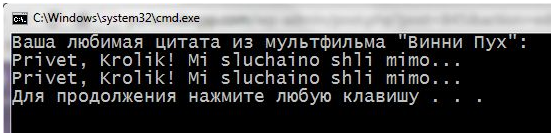 C:\Windows\system32\cmd.exe
Ваша любимая цитата из мультфильма "Винни Пух":
Privet, Krolik! Mi sluchaino shli mimo...
Privet, Krolik! Mi sluchaino shli mimo...
Для продолжения нажмите любую клавишу . . .